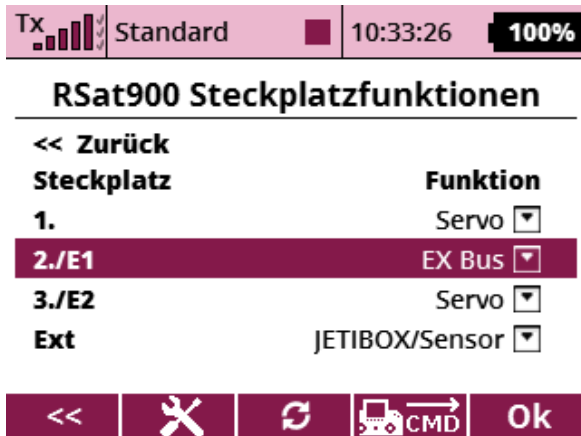 Tx Standard 10:33:26 100%
RSat900 Steckplatzfunktionen
<< Zurück
Steckplatz Funktion
1. Servo
2./E1 EX Bus
3./E2 Servo
Ext JETIBOX/Sensor
<< CMD Ok